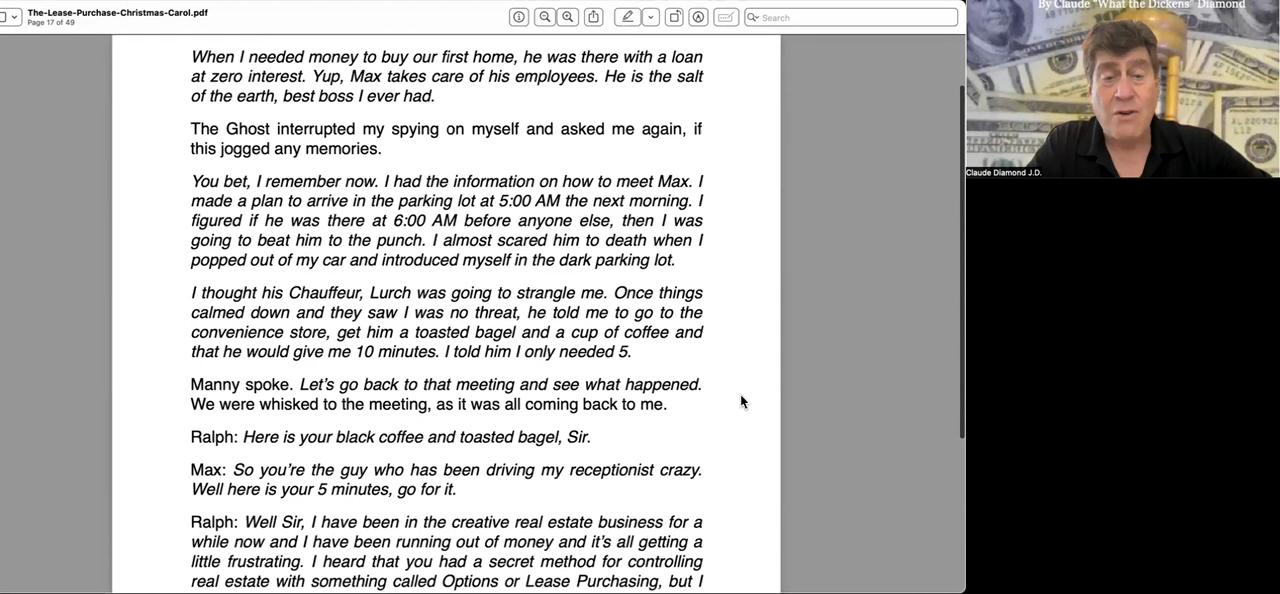 The-Lease-Purchase-Christmas-Carol.pdf
Page 17 of 49
Search
By Claude "What the Dickens" Diamond
When I needed money to buy our first home, he was there with a loan
at zero interest. Yup, Max takes care of his employees. He is the salt
of the earth, best boss I ever had.
The Ghost interrupted my spying on myself and asked me again, if
this jogged any memories.
You bet, I remember now. I had the information on how to meet Max. I
made a plan to arrive in the parking lot at 5:00 AM the next morning. I
figured if he was there at 6:00 AM before anyone else, then I was
going to beat him to the punch. I almost scared him to death when I
popped out of my car and introduced myself in the dark parking lot.
I thought his Chauffeur, Lurch was going to strangle me. Once things
calmed down and they saw I was no threat, he told me to go to the
convenience store, get him a toasted bagel and a cup of coffee and
that he would give me 10 minutes. I told him I only needed 5.
Manny spoke. Let's go back to that meeting and see what happened.
We were whisked to the meeting, as it was all coming back to me.
Ralph: Here is your black coffee and toasted bagel, Sir.
Max: So you're the guy who has been driving my receptionist crazy.
Well here is your 5 minutes, go for it.
Ralph: Well Sir, I have been in the creative real estate business for a
while now and I have been running out of money and it's all getting a
little frustrating. I heard that you had a secret method for controlling
real estate with something called Options or Lease Purchasing, but I
Claude Diamond J.D.